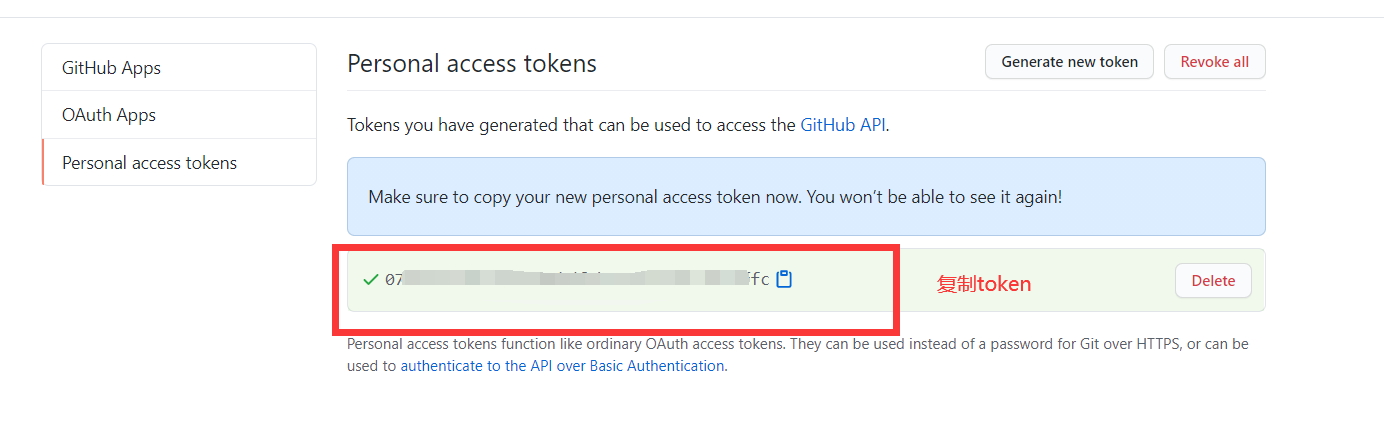 GitHub Apps
OAuth Apps
Personal access tokens
Personal access tokens
Generate new token
Revoke all
Tokens you have generated that can be used to access the GitHub API.
Make sure to copy your new personal access token now. You won’t be able to see it again!
复制token
Delete
Personal access tokens function like ordinary OAuth access tokens. They can be used instead of a password for Git over HTTPS, or can be
used to authenticate to the API over Basic Authentication.